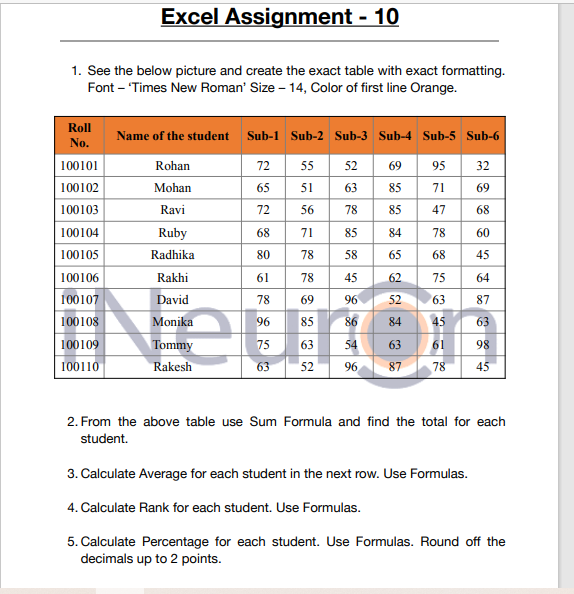 Excel Assignment - 10
1. See the below picture and create the exact table with exact formatting.
Font – 'Times New Roman' Size – 14, Color of first line Orange.
Roll No. Name of the student Sub-1 Sub-2 Sub-3 Sub-4 Sub-5 Sub-6
100101 Rohan 72 55 52 69 95 32
100102 Mohan 65 51 63 85 71 69
100103 Ravi 72 56 78 85 47 68
100104 Ruby 68 71 85 84 78 60
100105 Radhika 80 78 58 65 68 45
100106 Rakhi 61 78 45 62 75 64
100107 David 78 69 96 52 63 87
100108 Monika 96 85 86 84 45 63
100109 Tommy 75 63 54 63 61 98
100110 Rakesh 63 52 96 87 78 45
iNeuron
2. From the above table use Sum Formula and find the total for each
student.
3. Calculate Average for each student in the next row. Use Formulas.
4. Calculate Rank for each student. Use Formulas.
5. Calculate Percentage for each student. Use Formulas. Round off the
decimals up to 2 points.